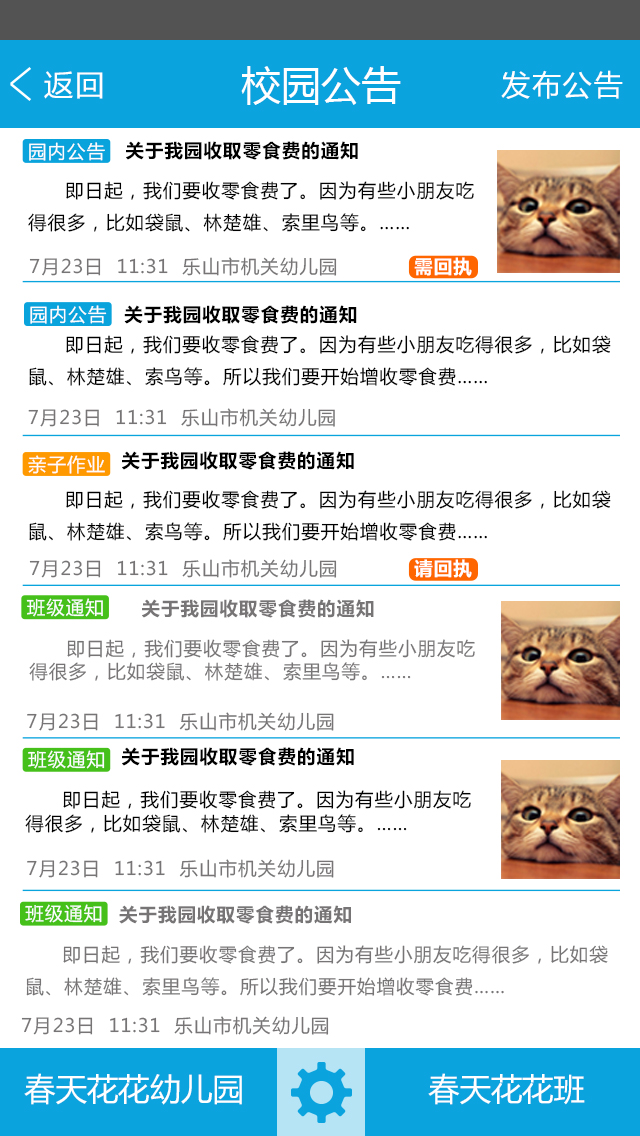 返回 校园公告 发布公告
园内公告 关于我园收取零食费的通知
即日起，我们要收零食费了。因为有些小朋友吃
得很多，比如袋鼠、林楚雄、索里鸟等。……
7月23日 11:31 乐山市机关幼儿园 需回执
园内公告 关于我园收取零食费的通知
即日起，我们要收零食费了。因为有些小朋友吃得很多，比如袋
鼠、林楚雄、索鸟等。所以我们要开始增收零食费……
7月23日 11:31 乐山市机关幼儿园
亲子作业 关于我园收取零食费的通知
即日起，我们要收零食费了。因为有些小朋友吃得很多，比如袋
鼠、林楚雄、索鸟等。所以我们要开始增收零食费……
7月23日 11:31 乐山市机关幼儿园 请回执
班级通知 关于我园收取零食费的通知
即日起，我们要收零食费了。因为有些小朋友吃
得很多，比如袋鼠、林楚雄、索里鸟等。……
7月23日 11:31 乐山市机关幼儿园
班级通知 关于我园收取零食费的通知
即日起，我们要收零食费了。因为有些小朋友吃
得很多，比如袋鼠、林楚雄、索里鸟等。……
7月23日 11:31 乐山市机关幼儿园
班级通知 关于我园收取零食费的通知
即日起，我们要收零食费了。因为有些小朋友吃得很多，比如袋
鼠、林楚雄、索里鸟等。所以我们要开始增收零食费……
7月23日 11:31 乐山市机关幼儿园
春天花花幼儿园 春天花花班